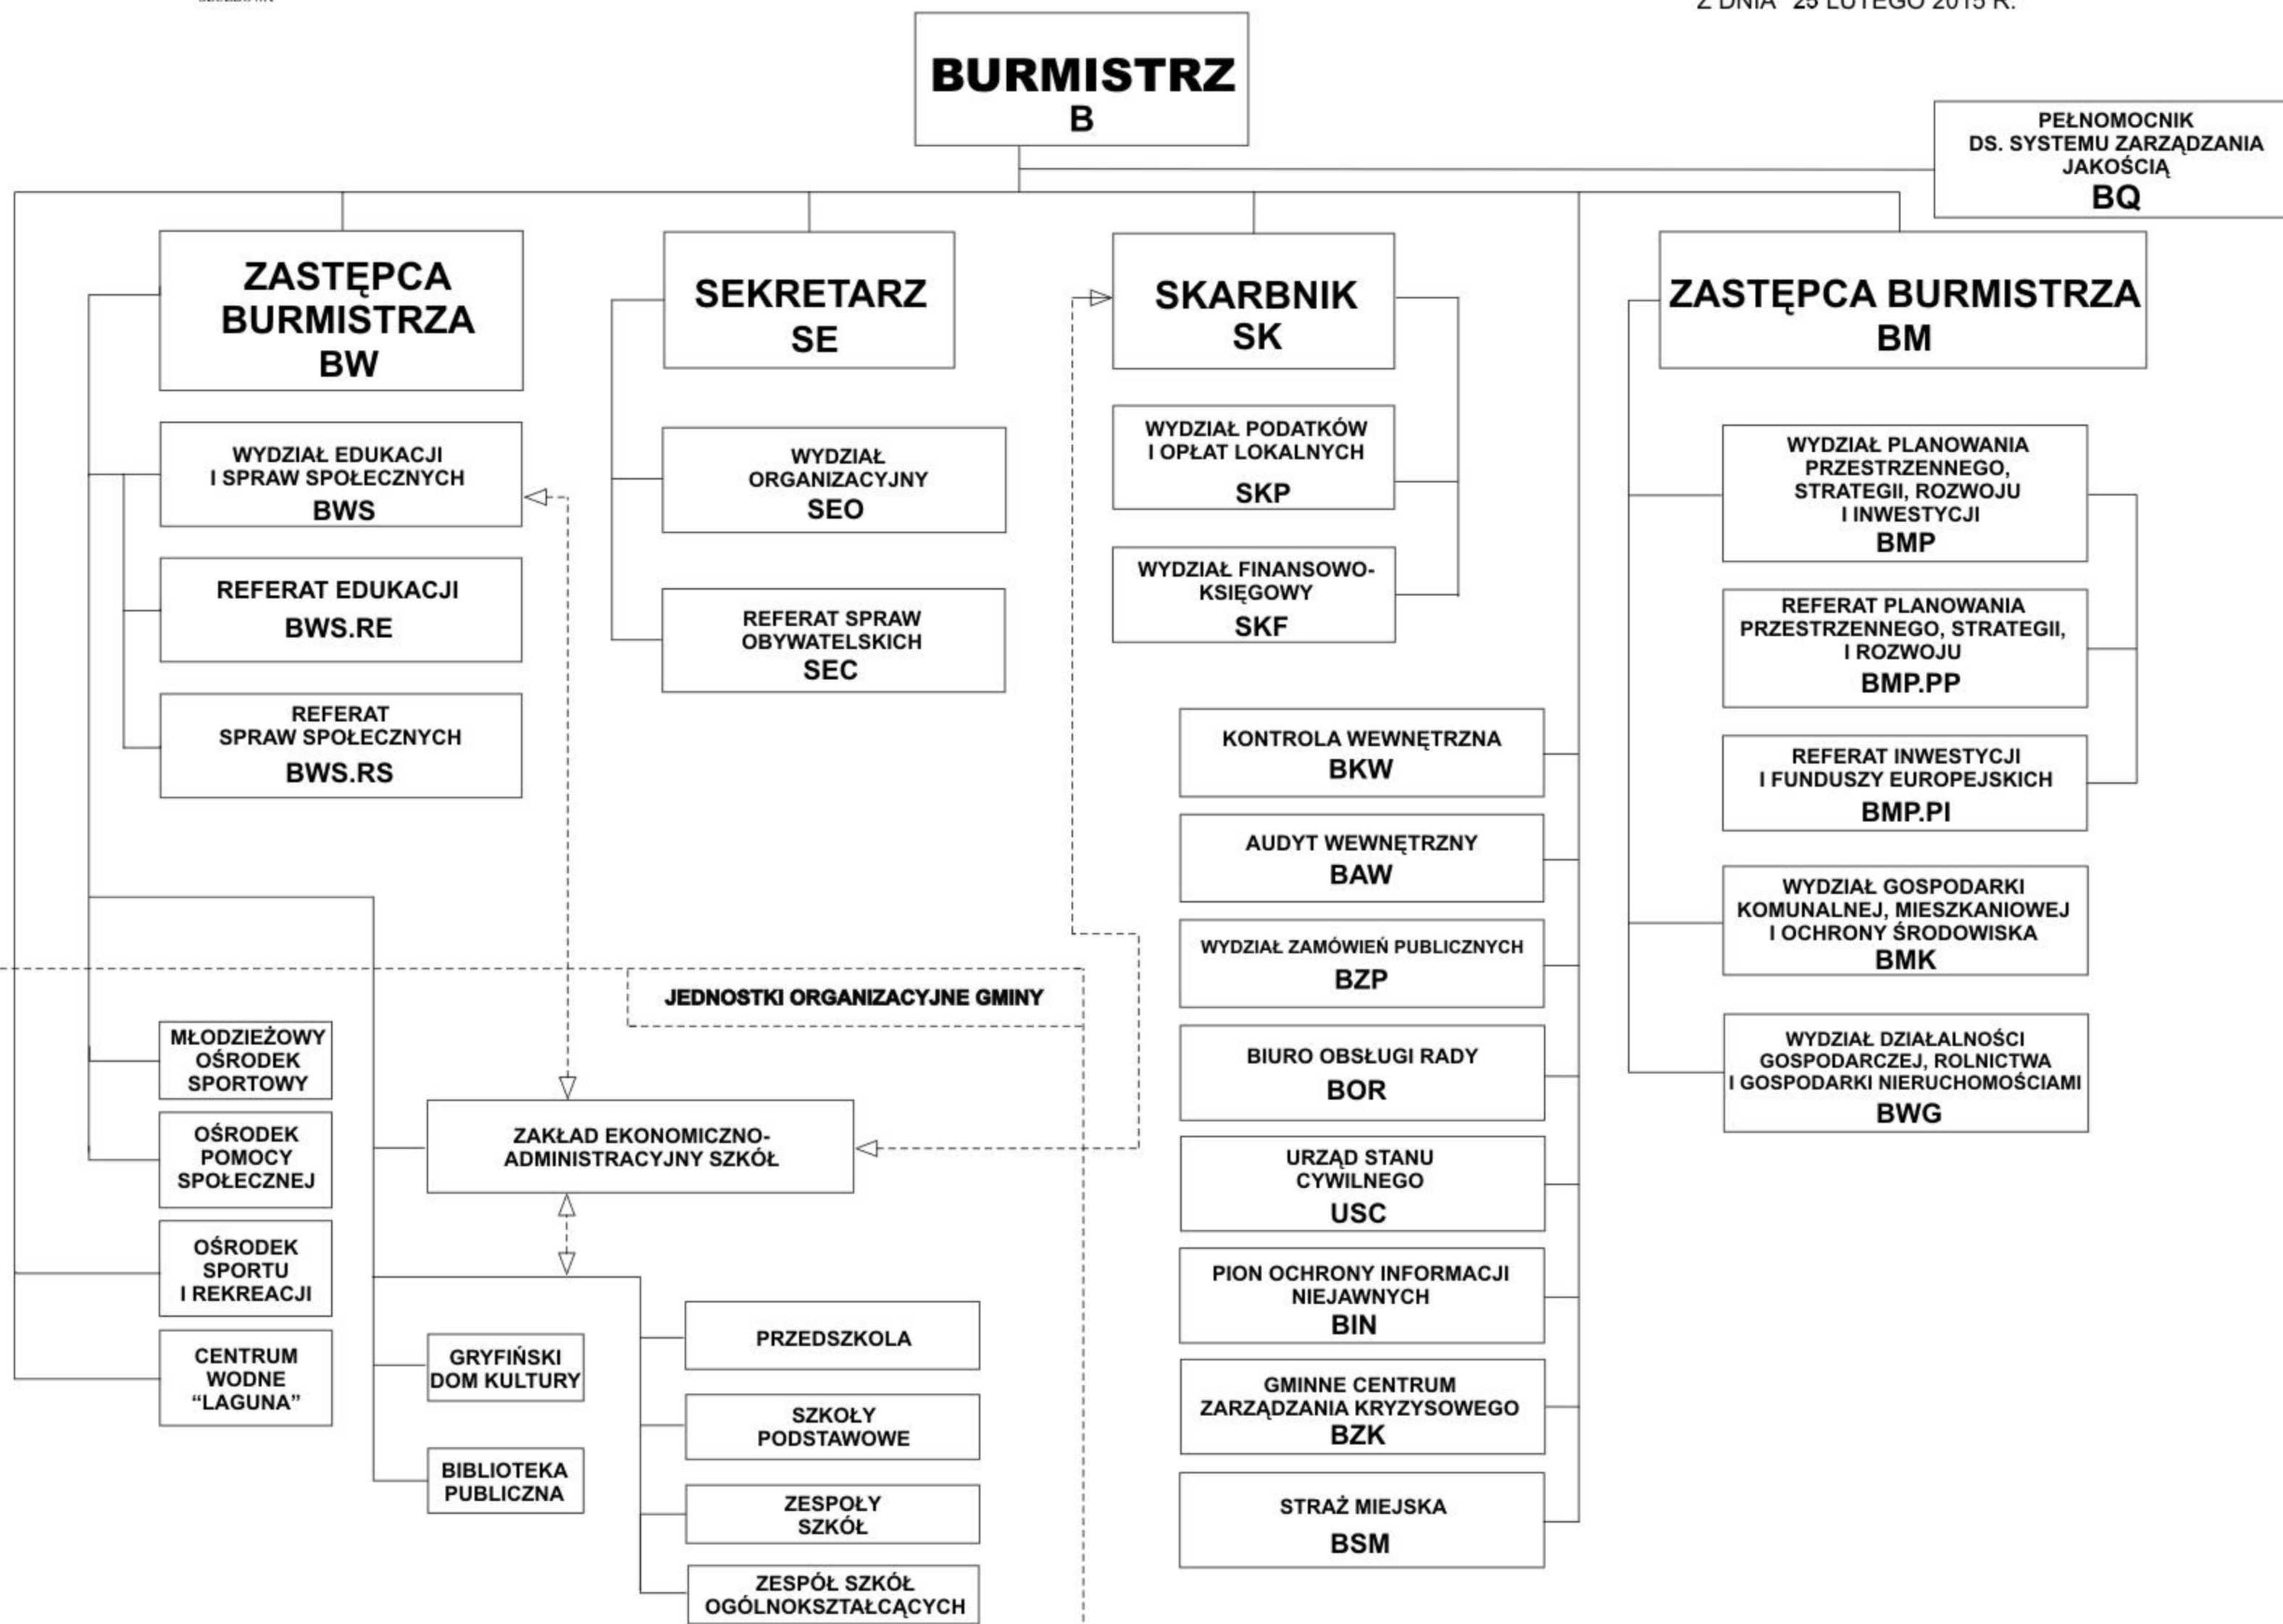 Z DNIA 25 LUTEGO 2015 R.
BURMISTRZ
B
PEŁNOMOCNIK
DS. SYSTEMU ZARZĄDZANIA
JAKOŚCIĄ
BQ
ZASTĘPCA
BURMISTRZA
BW
SEKRETARZ
SE
SKARBNIK
SK
ZASTĘPCA BURMISTRZA
BM
WYDZIAŁ EDUKACJI
I SPRAW SPOŁECZNYCH
BWS
REFERAT EDUKACJI
BWS.RE
REFERAT
SPRAW SPOŁECZNYCH
BWS.RS
WYDZIAŁ
ORGANIZACYJNY
SEO
REFERAT SPRAW
OBYWATELSKICH
SEC
WYDZIAŁ PODATKÓW
I OPŁAT LOKALNYCH
SKP
WYDZIAŁ FINANSOWO-
KSIĘGOWY
SKF
WYDZIAŁ PLANOWANIA
PRZESTRZENNEGO,
STRATEGII, ROZWOJU
I INWESTYCJI
BMP
REFERAT PLANOWANIA
PRZESTRZENNEGO, STRATEGII,
I ROZWOJU
BMP.PP
REFERAT INWESTYCJI
I FUNDUSZY EUROPEJSKICH
BMP.PI
WYDZIAŁ GOSPODARKI
KOMUNALNEJ, MIESZKANIOWEJ
I OCHRONY ŚRODOWISKA
BMK
WYDZIAŁ DZIAŁALNOŚCI
GOSPODARCZEJ, ROLNICTWA
I GOSPODARKI NIERUCHOMOŚCIAMI
BWG
KONTROLA WEWNĘTRZNA
BKW
AUDYT WEWNĘTRZNY
BAW
WYDZIAŁ ZAMÓWIEŃ PUBLICZNYCH
BZP
BIURO OBSŁUGI RADY
BOR
URZĄD STANU
CYWILNEGO
USC
PION OCHRONY INFORMACJI
NIEJAWNYCH
BIN
GMINNE CENTRUM
ZARZĄDZANIA KRYZYSOWEGO
BZK
STRAŻ MIEJSKA
BSM
JEDNOSTKI ORGANIZACYJNE GMINY
MŁODZIEŻOWY
OŚRODEK
SPORTOWY
OŚRODEK
POMOCY
SPOŁECZNEJ
OŚRODEK
SPORTU
I REKREACJI
CENTRUM
WODNE
“LAGUNA”
ZAKŁAD EKONOMICZNO-
ADMINISTRACYJNY SZKÓŁ
GRYFIŃSKI
DOM KULTURY
BIBLIOTEKA
PUBLICZNA
PRZEDSZKOLA
SZKOŁY
PODSTAWOWE
ZESPOŁY
SZKÓŁ
ZESPÓŁ SZKÓŁ
OGÓLNOKSZTAŁCĄCYCH